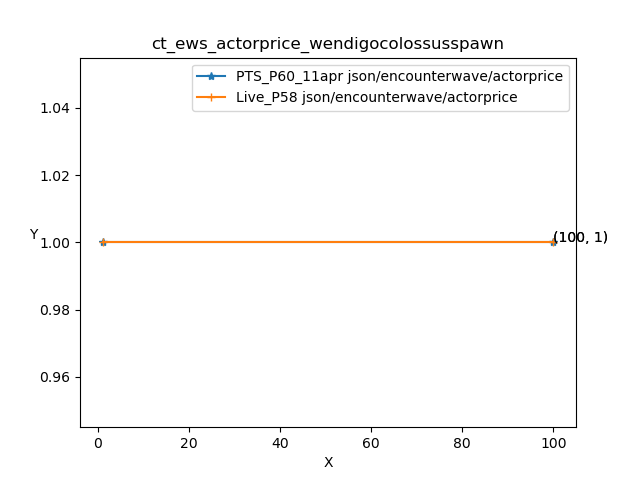 ct_ews_actorprice_wendigocolossusspawn
PTS_P60_11apr json/encounterwave/actorprice
Live_P58 json/encounterwave/actorprice
1.04
1.02
1.00
0.98
0.96
Y
(100, 1)
0 20 40 60 80 100
X